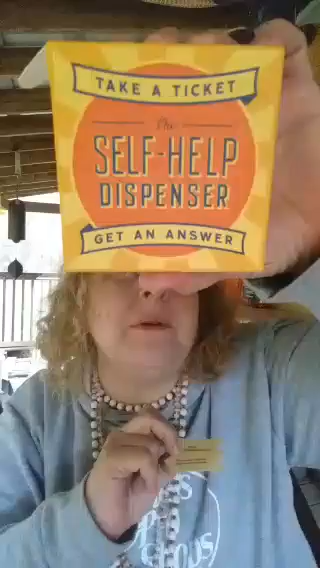 TAKE A TICKET
The
SELF-HELP
DISPENSER
GET AN ANSWER